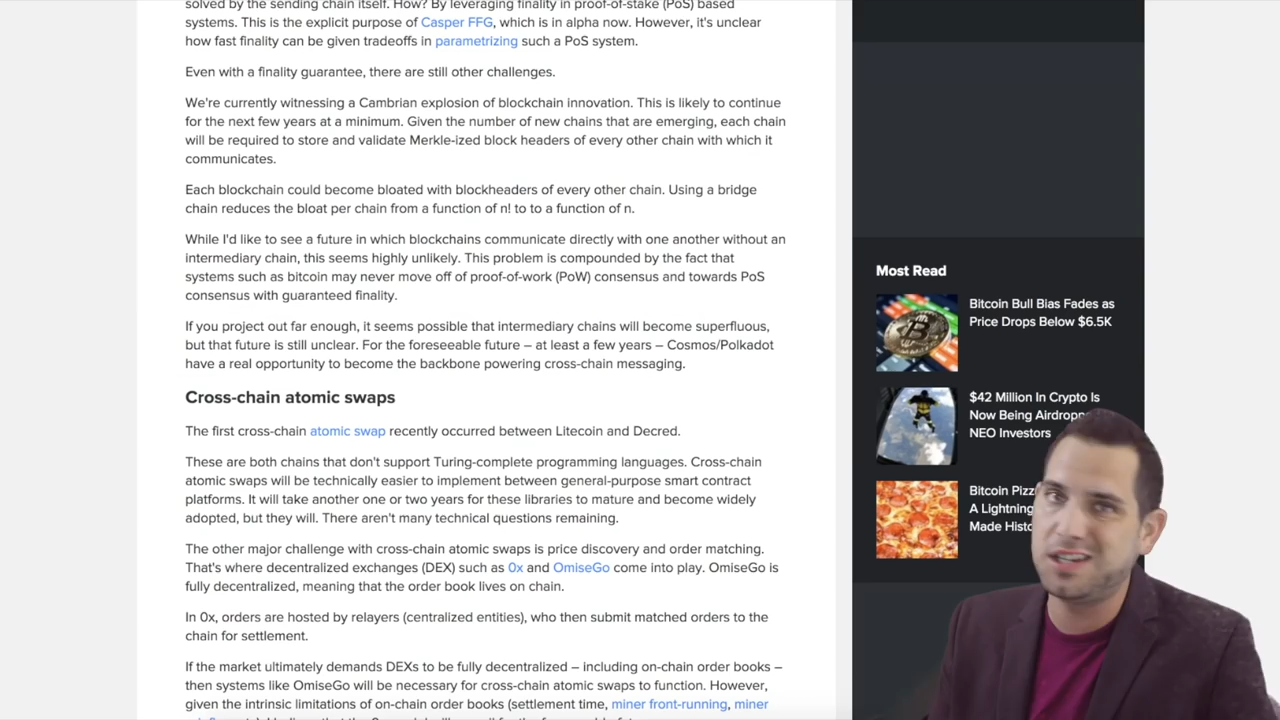 solved by the sending chain itself. How? By leveraging finality in proof-of-stake (PoS) based
systems. This is the explicit purpose of Casper FFG, which is in alpha now. However, it's unclear
how fast finality can be given tradeoffs in parametrizing such a PoS system.
Even with a finality guarantee, there are still other challenges.
We're currently witnessing a Cambrian explosion of blockchain innovation. This is likely to continue
for the next few years at a minimum. Given the number of new chains that are emerging, each chain
will be required to store and validate Merkle-ized block headers of every other chain with which it
communicates.
Each blockchain could become bloated with blockheaders of every other chain. Using a bridge
chain reduces the bloat per chain from a function of n! to to a function of n.
While I'd like to see a future in which blockchains communicate directly with one another without an
intermediary chain, this seems highly unlikely. This problem is compounded by the fact that
systems such as bitcoin may never move off of proof-of-work (PoW) consensus and towards PoS
consensus with guaranteed finality.
If you project out far enough, it seems possible that intermediary chains will become superfluous,
but that future is still unclear. For the foreseeable future – at least a few years – Cosmos/Polkadot
have a real opportunity to become the backbone powering cross-chain messaging.
Cross-chain atomic swaps
The first cross-chain atomic swap recently occurred between Litecoin and Decred.
These are both chains that don't support Turing-complete programming languages. Cross-chain
atomic swaps will be technically easier to implement between general-purpose smart contract
platforms. It will take another one or two years for these libraries to mature and become widely
adopted, but they will. There aren't many technical questions remaining.
The other major challenge with cross-chain atomic swaps is price discovery and order matching.
That's where decentralized exchanges (DEX) such as 0x and OmiseGo come into play. OmiseGo is
fully decentralized, meaning that the order book lives on chain.
In 0x, orders are hosted by relayers (centralized entities), who then submit matched orders to the
chain for settlement.
If the market ultimately demands DEXs to be fully decentralized – including on-chain order books –
then systems like OmiseGo will be necessary for cross-chain atomic swaps to function. However,
given the intrinsic limitations of on-chain order books (settlement time, miner front-running, miner
Most Read
Bitcoin Bull Bias Fades as
Price Drops Below $6.5K
$42 Million In Crypto Is
Now Being
NEO Investors
Bitcoin
A Lightning
Made